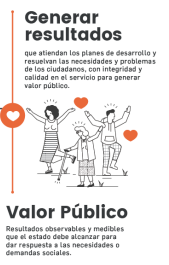 Generar
resultados
que atiendan los planes de desarrollo y
resuelvan las necesidades y problemas
de los ciudadanos, con integridad y
calidad en el servicio para generar
valor público.
Valor Público
Resultados observables y medibles
que el estado debe alcanzar para
dar respuesta a las necesidades o
demandas sociales.